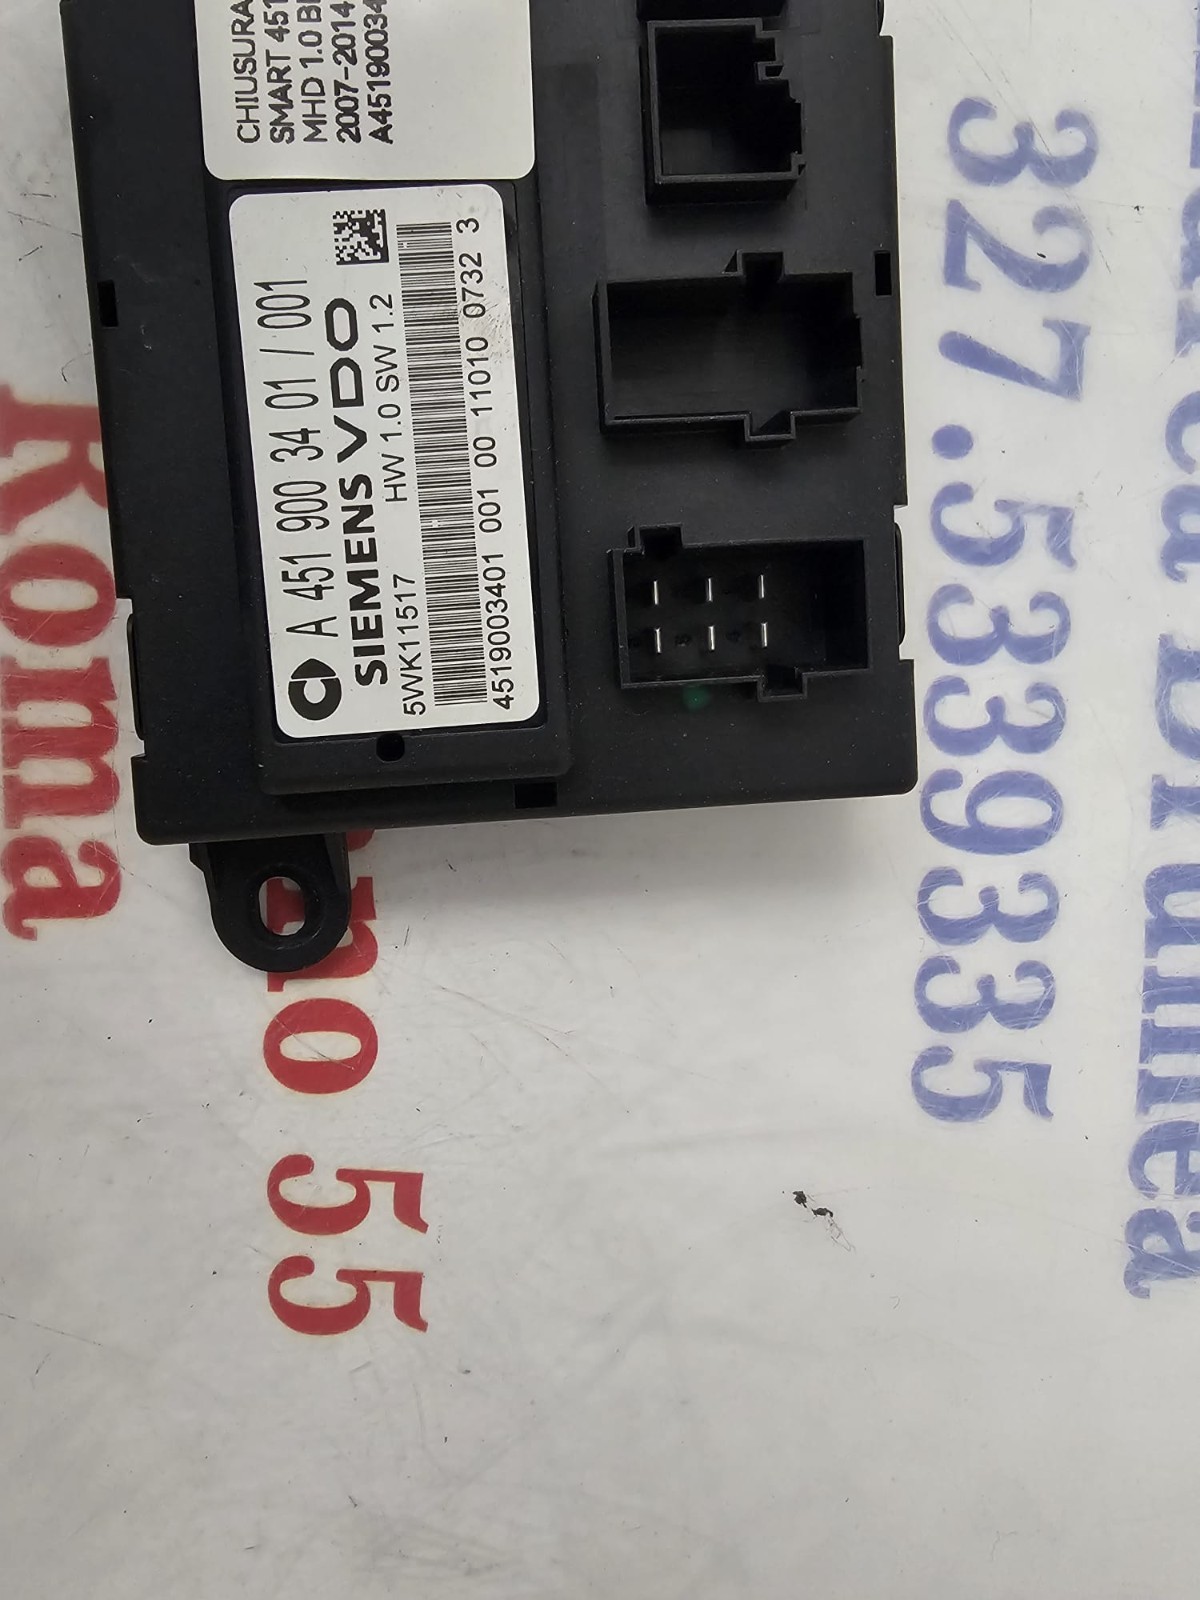 CHIUSURA
SMART 451
MHD 1.0
2007-2014
A45190034
A 451 900 34 01 / 001
SIEMENS VDO
5WK11517 HW 1.0 SW 1.2
4519003401 001 00 11010 0732 3
327.5339335
Roma
55